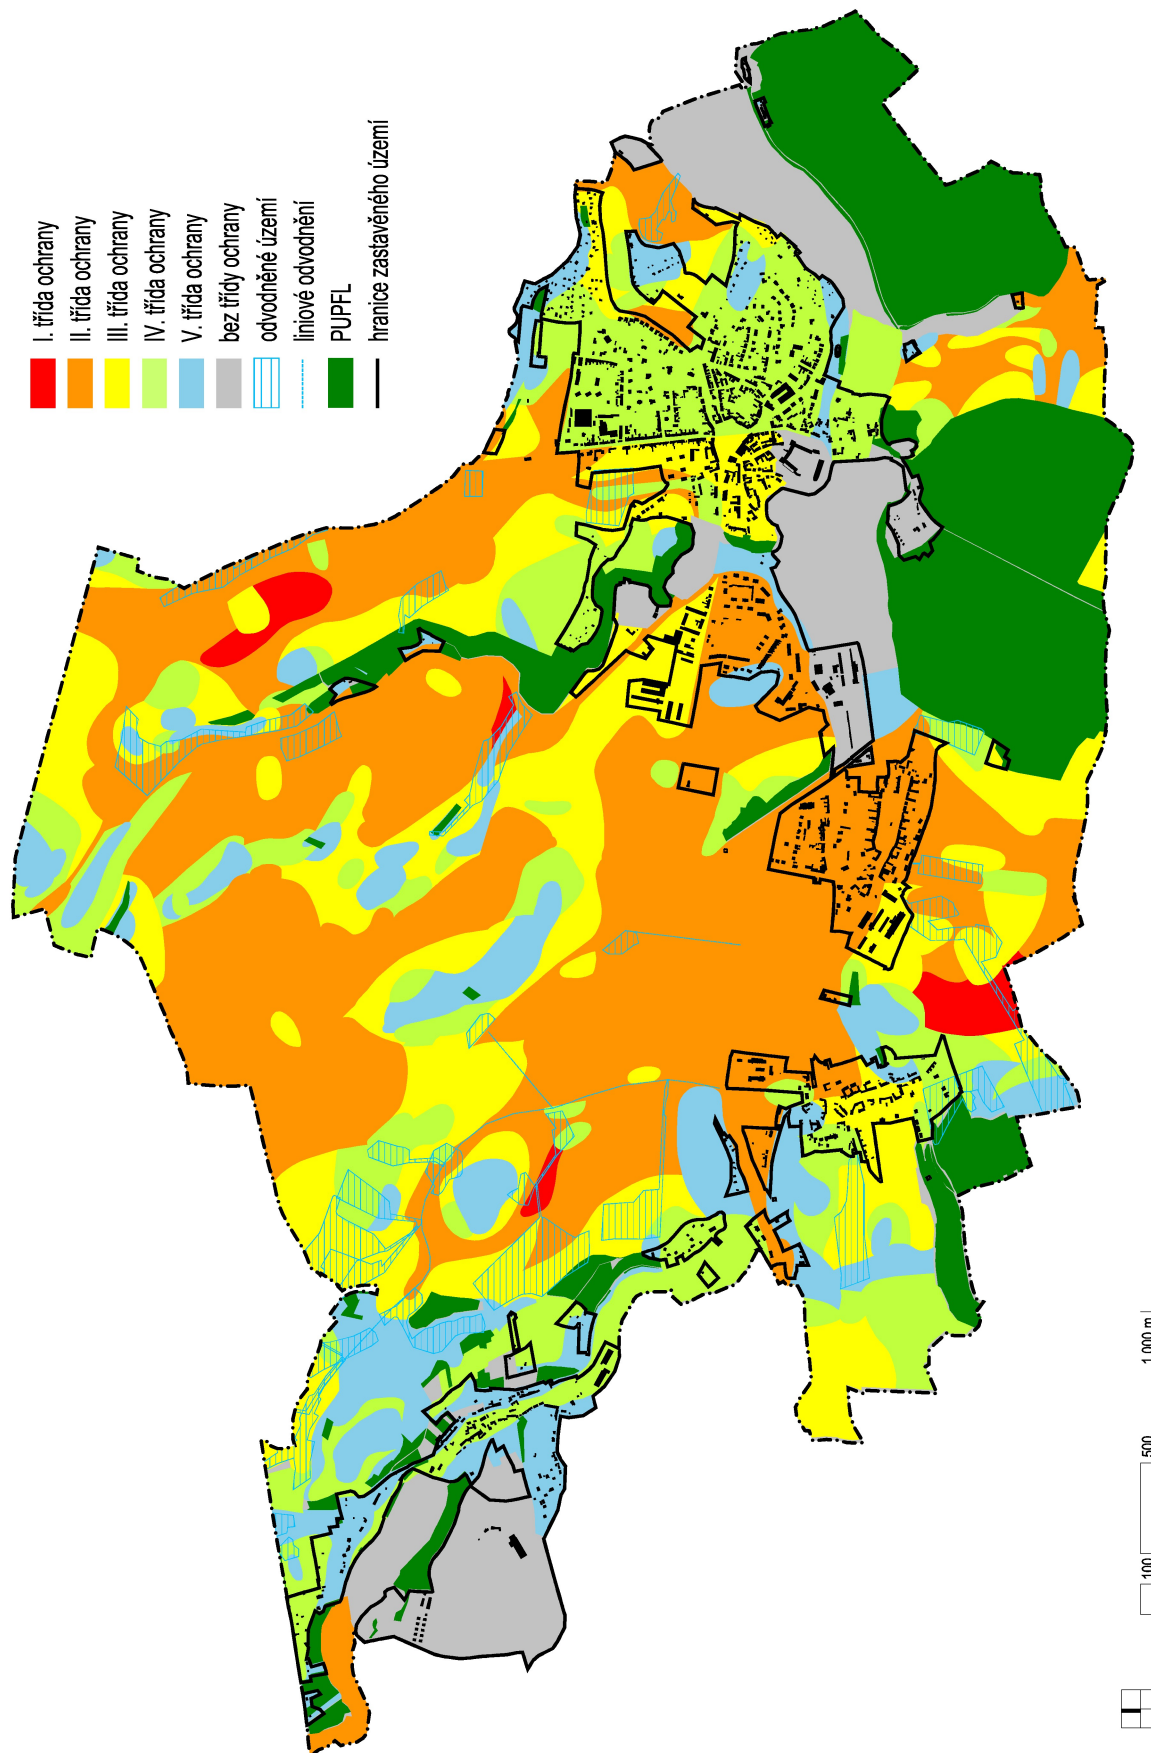 I. třída ochrany
II. třída ochrany
III. třída ochrany
IV. třída ochrany
V. třída ochrany
bez třídy ochrany
odvodněné území
liniové odvodnění
PUPFL
hranice zastavěného území
100 500 1 000 m